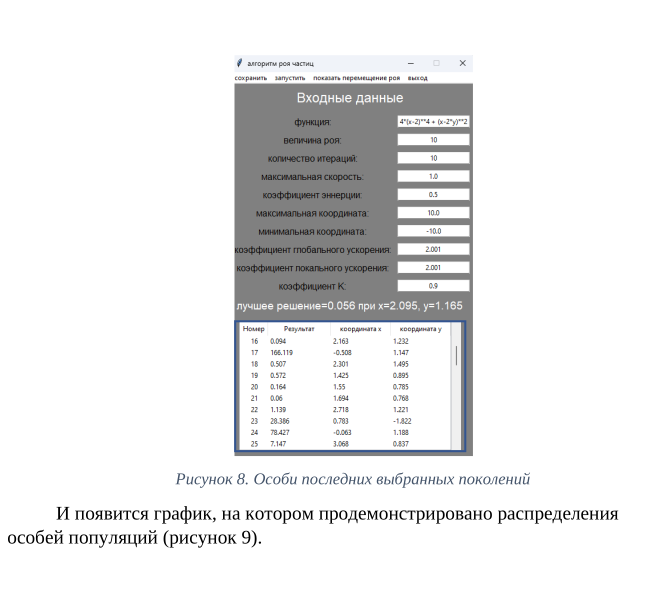 алгоритм роя частиц
сохранить запустить показать перемещение роя выход
Входные данные
функция: 4*(x-2)**4 + (x-2*y)**2
величина роя: 10
копичество итераций: 10
максимальная скорость: 1.0
коэффициент эннерции: 0.5
максимальная координата: 10.0
минимальная координата: -10.0
коэффициент глобального ускорения: 2.001
коэффициент локального ускорения: 2.001
коэффициент K: 0.9
лучшее решение=0.056 при x=2.095, y=1.165
Номер Результат координата x координата y
16 0.094 2.163 1.232
17 166.119 -0.508 1.147
18 0.507 2.301 1.495
19 0.572 1.425 0.895
20 0.164 1.55 0.785
21 0.06 1.694 0.768
22 1.139 2.718 1.221
23 28.386 0.783 -1.822
24 78.427 -0.063 1.188
25 7.147 3.068 0.837
Рисунок 8. Особи последних выбранных поколений
И появится график, на котором продемонстрировано распределения
особей популяций (рисунок 9).